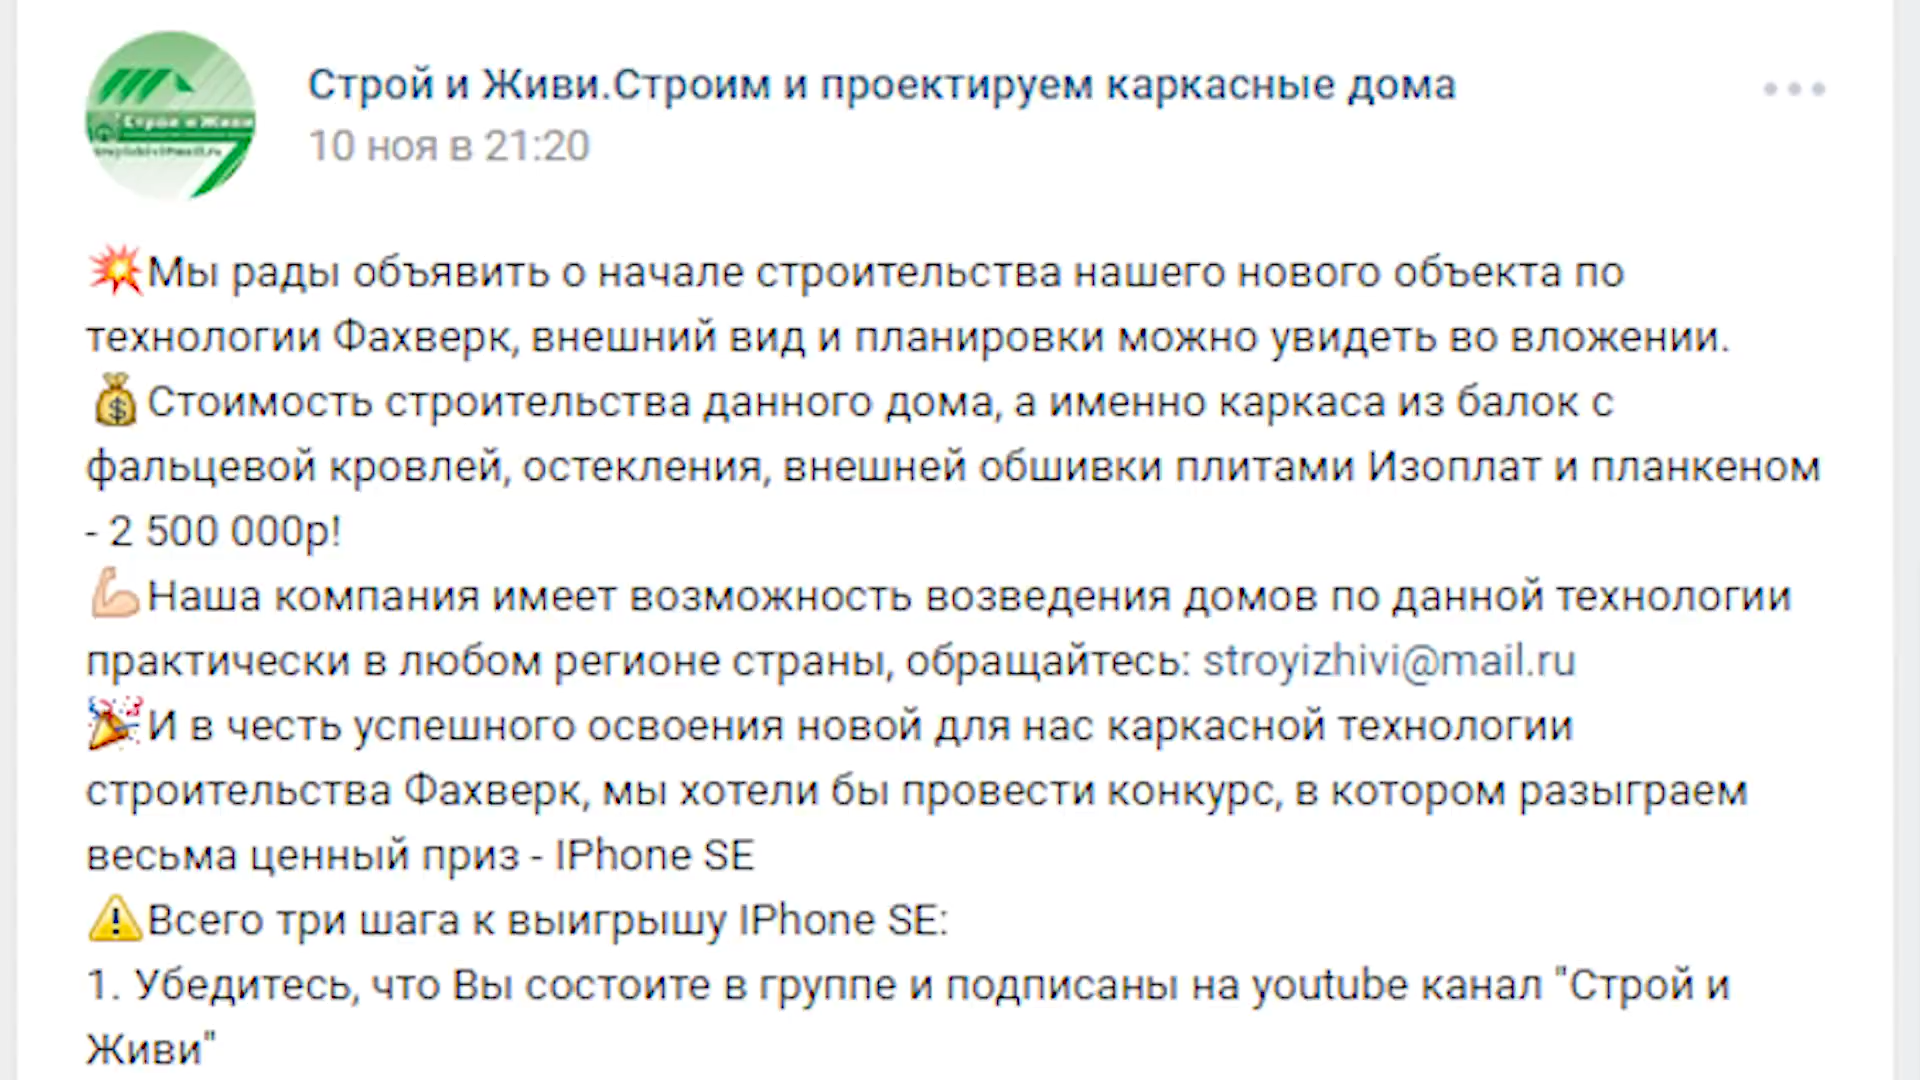 Строй и Живи.Строим и проектируем каркасные дома
10 ноя в 21:20
Строй и Живи
💥Мы рады объявить о начале строительства нашего нового объекта по
технологии Фахверк, внешний вид и планировки можно увидеть во вложении.
💰Стоимость строительства данного дома, а именно каркаса из балок с
фальцевой кровлей, остекления, внешней обшивки плитами Изоплат и планкеном
- 2 500 000р!
💪🏻Наша компания имеет возможность возведения домов по данной технологии
практически в любом регионе страны, обращайтесь: stroyizhivi@mail.ru
🎉И в честь успешного освоения новой для нас каркасной технологии
строительства Фахверк, мы хотели бы провести конкурс, в котором разыграем
весьма ценный приз - IPhone SE
⚠Всего три шага к выигрышу IPhone SE:
1. Убедитесь, что Вы состоите в группе и подписаны на youtube канал "Строй и
Живи"